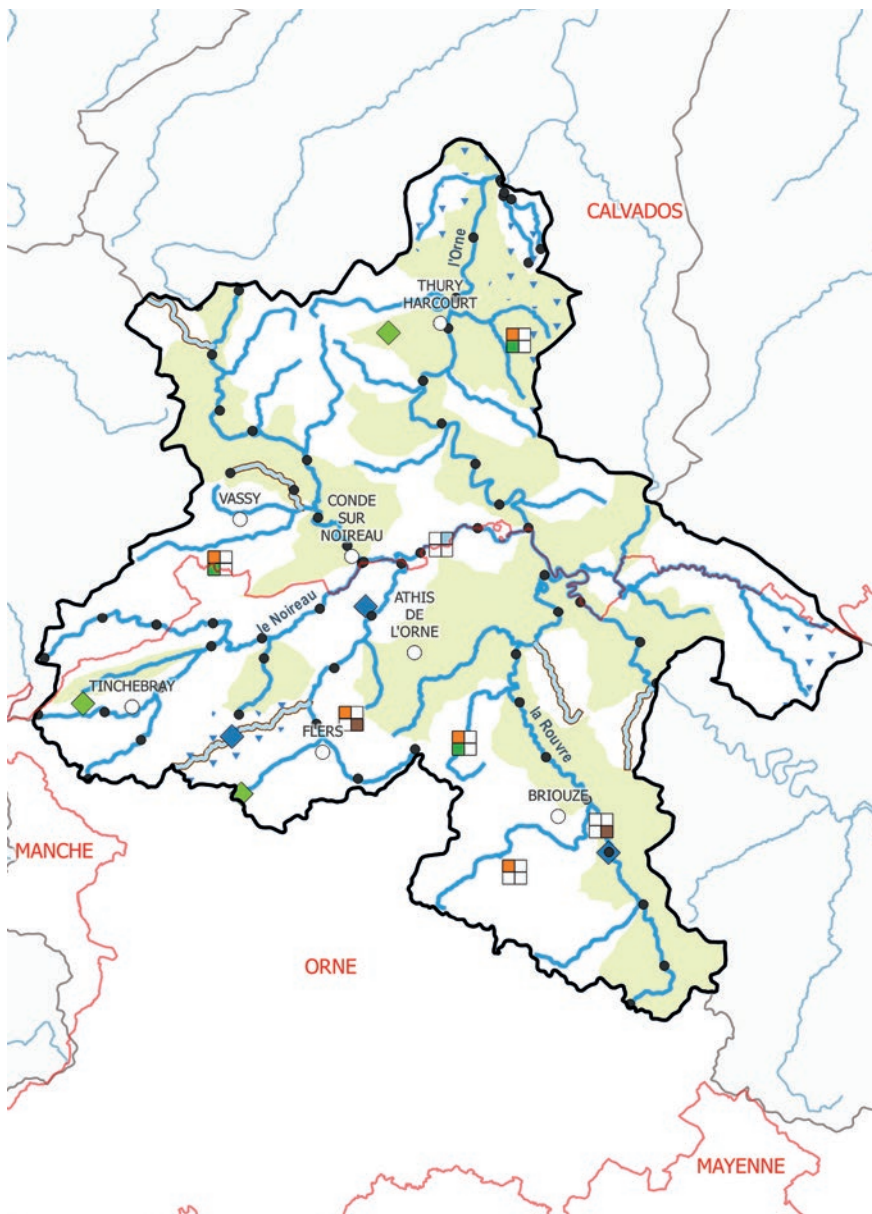 CALVADOS
l'Orne
THURY
HARCOURT
VASSY
CONDE
SUR
NOIREAU
le Noireau
ATHIS
DE
L'ORNE
TINCHEBRAY
FLERS
la Rouvre
BRIOUZE
MANCHE
ORNE
MAYENNE